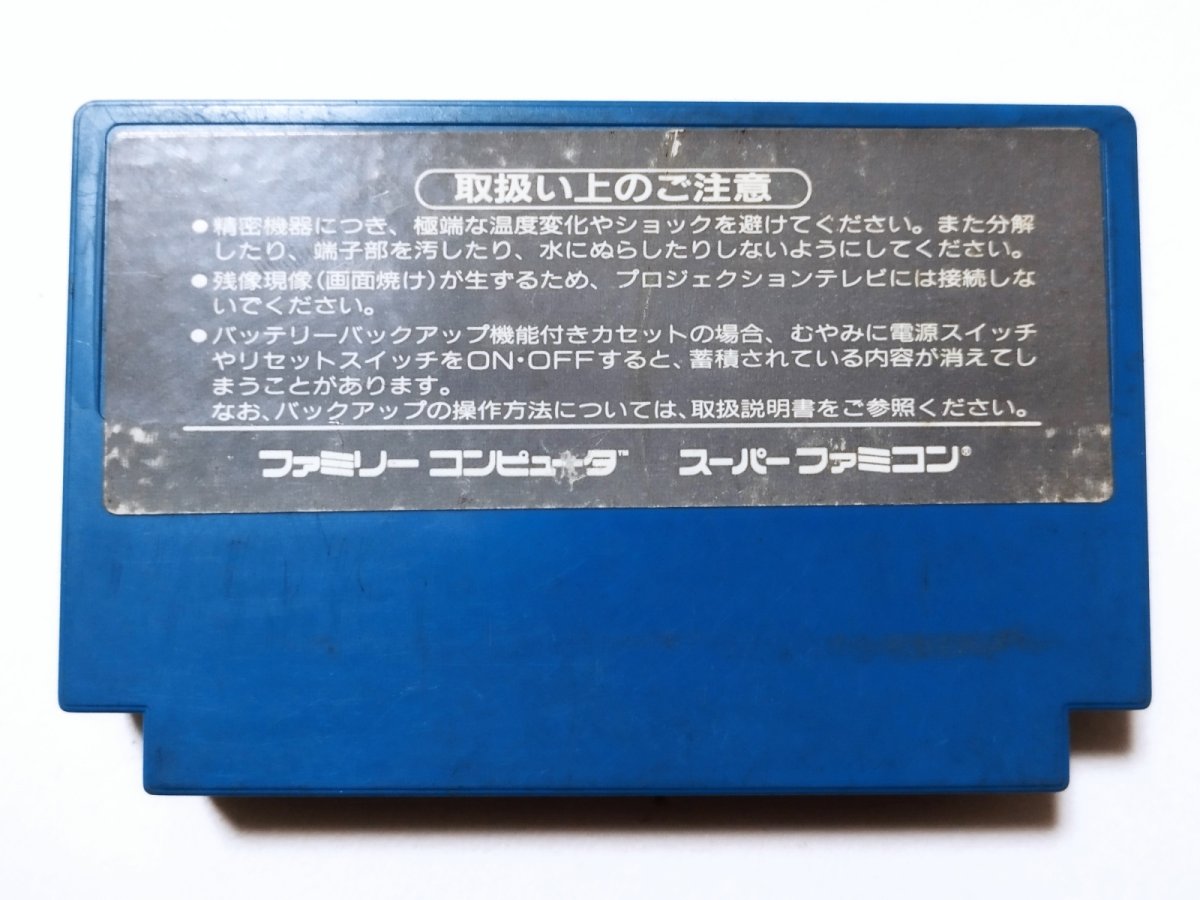 取扱い上のご注意
●精密機器につき、極端な温度変化やショックを避けてください。また分解
したり、端子部を汚したり、水にぬらしたりしないようにしてください。
●残像現像(画面焼け)が生ずるため、プロジェクションテレビには接続しな
いでください。
●バッテリーバックアップ機能付きカセットの場合、むやみに電源スイッチ
やリセットスイッチをON・OFFすると、蓄積されている内容が消えてし
まうことがあります。
なお、バックアップの操作方法については、取扱説明書をご参照ください。
ファミリーコンピュータ™ スーパーファミコン®